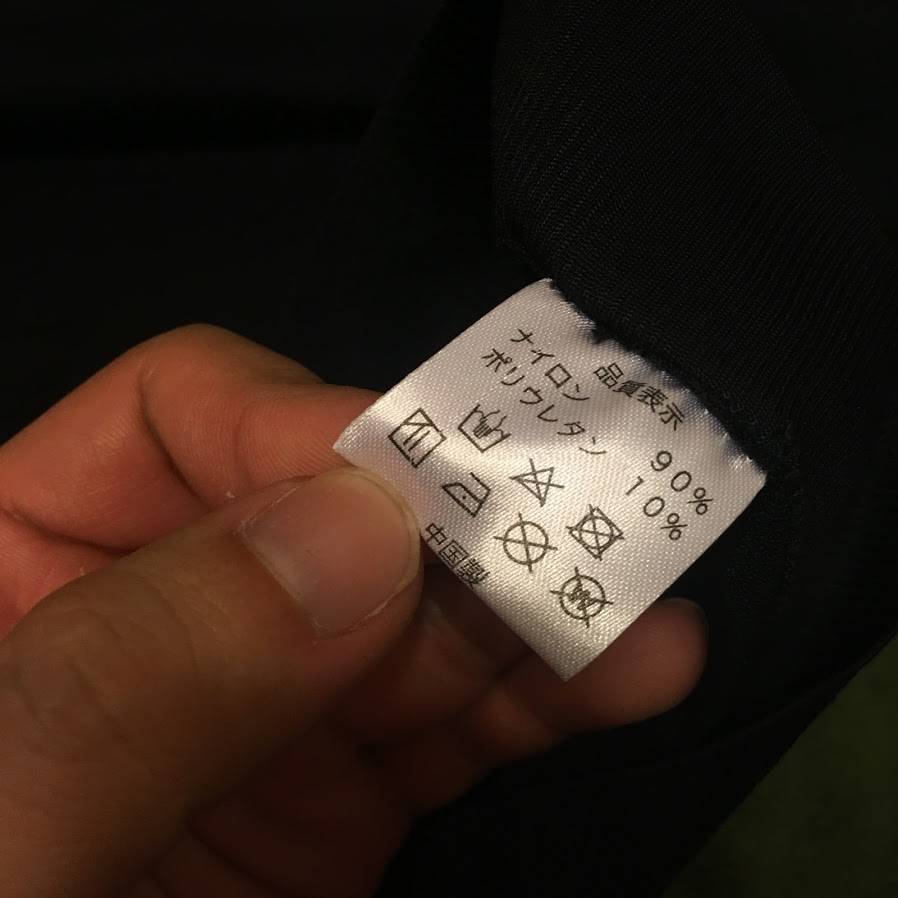 品質表示
ナイロン 90%
ポリウレタン 10%
中国製